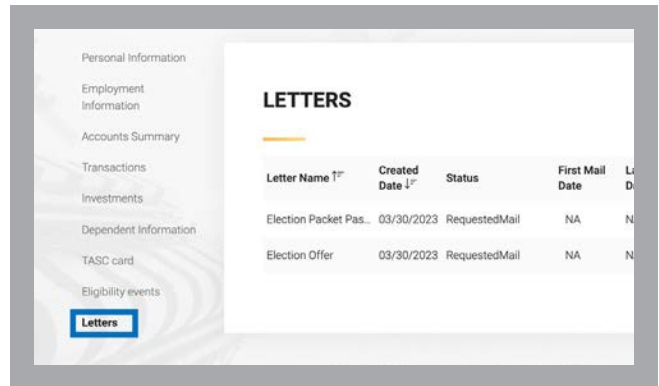 Personal Information
Employment
Information
Accounts Summary
Transactions
Investments
Dependent Information
TASC card
Eligibility events
Letters
LETTERS
Letter Name Created Date Status First Mail Date
Election Packet Pas... 03/30/2023 RequestedMail NA
Election Offer 03/30/2023 RequestedMail NA